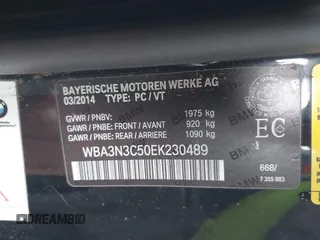 BAYERISCHE MOTOREN WERKE AG
03/2014 TYPE: PC/VT
GVWR / PNBV: 1975 kg
GAWR / PNBE: FRONT / AVANT 920 kg
GAWR / PNBE: REAR / ARRIERE 1090 kg
EC
WBA3N3C50EK230489
668/
7 355 883
DREAMBID